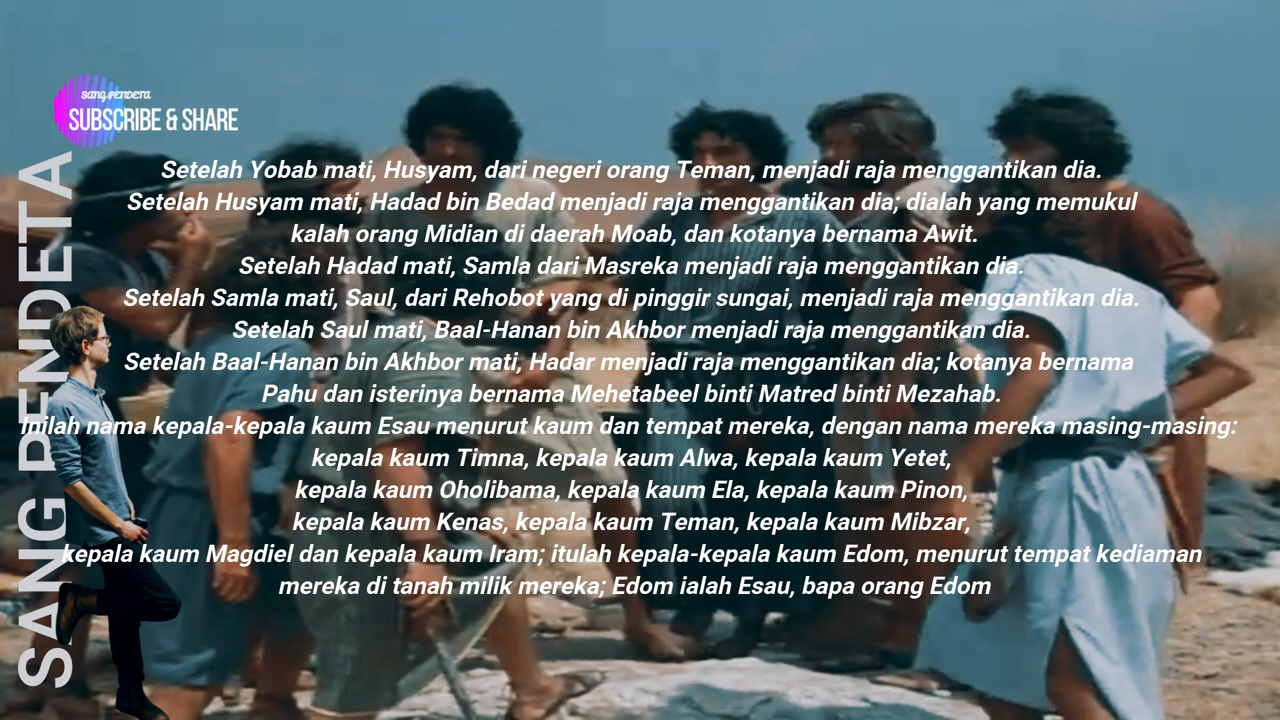 sang pendeta
SUBSCRIBE & SHARE
SANG PENDETA
Setelah Yobab mati, Husyam, dari negeri orang Teman, menjadi raja menggantikan dia.
Setelah Husyam mati, Hadad bin Bedad menjadi raja menggantikan dia; dialah yang memukul
kalah orang Midian di daerah Moab, dan kotanya bernama Awit.
Setelah Hadad mati, Samla dari Masreka menjadi raja menggantikan dia.
Setelah Samla mati, Saul, dari Rehobot yang di pinggir sungai, menjadi raja menggantikan dia.
Setelah Saul mati, Baal-Hanan bin Akhbor menjadi raja menggantikan dia.
Setelah Baal-Hanan bin Akhbor mati, Hadar menjadi raja menggantikan dia; kotanya bernama
Pahu dan isterinya bernama Mehetabeel binti Matred binti Mezahab.
Inilah nama kepala-kepala kaum Esau menurut kaum dan tempat mereka, dengan nama mereka masing-masing:
kepala kaum Timna, kepala kaum Alwa, kepala kaum Yetet,
kepala kaum Oholibama, kepala kaum Ela, kepala kaum Pinon,
kepala kaum Kenas, kepala kaum Teman, kepala kaum Mibzar,
kepala kaum Magdiel dan kepala kaum Iram; itulah kepala-kepala kaum Edom, menurut tempat kediaman
mereka di tanah milik mereka; Edom ialah Esau, bapa orang Edom